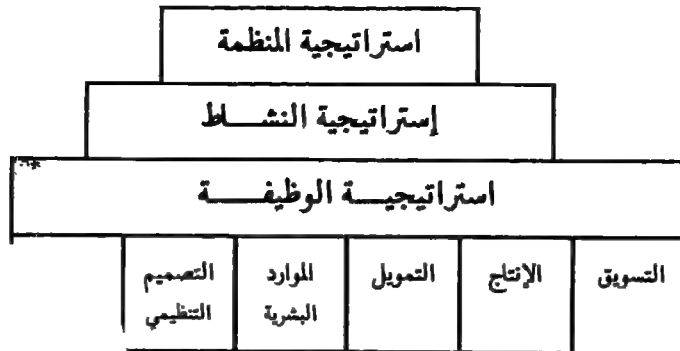 استراتيجية المنظمة
إستراتيجية النشـــاط
استراتيجيـــة الوظيفـــــة
التسويق
الإنتاج
التمويل
الموارد
البشرية
التصميم
التنظيمي